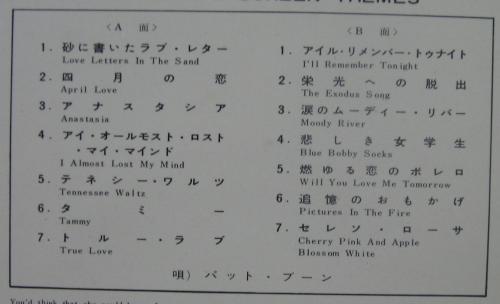 SCREEN THEMES
〈A 面〉
1. 砂に書いたラブ・レター
Love Letters In The Sand
2. 四月の恋
April Love
3. アナスタシア
Anastasia
4. アイ・オールモスト・ロスト
・マイ・マインド
I Almost Lost My Mind
5. テネシー・ワルツ
Tennessee Waltz
6. タミー
Tammy
7. トルー・ラブ
True Love
〈B 面〉
1. アイル・リメンバー・トゥナイト
I'll Remember Tonight
2. 栄光への脱出
The Exodus Song
3. 涙のムーディー・リバー
Moody River
4. 悲しき女学生
Blue Bobby Socks
5. 燃ゆる恋のボレロ
Will You Love Me Tomorrow
6. 追憶のおもかげ
Pictures In The Fire
7. セレソ・ローサ
Cherry Pink And Apple
Blossom White
唄）パット・ブーン
You'd think that